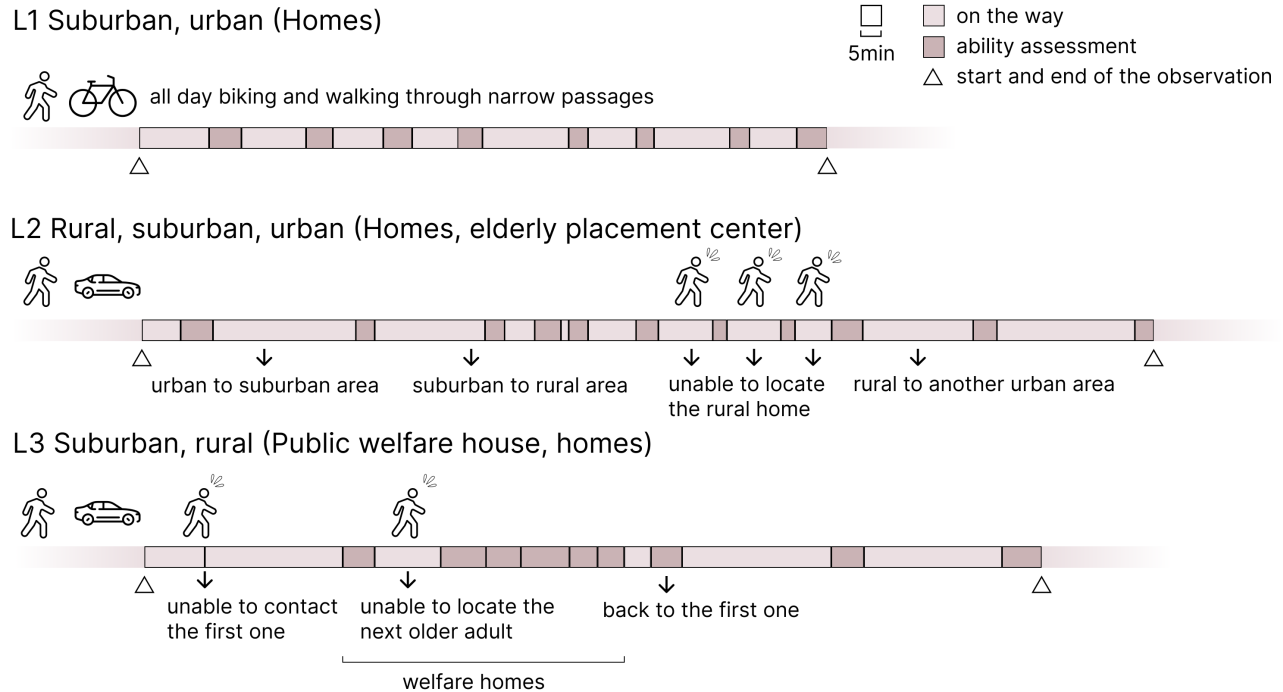 L1 Suburban, urban (Homes)
5min
on the way
ability assessment
start and end of the observation
all day biking and walking through narrow passages
L2 Rural, suburban, urban (Homes, elderly placement center)
urban to suburban area
suburban to rural area
unable to locate
the rural home
rural to another urban area
L3 Suburban, rural (Public welfare house, homes)
unable to contact
the first one
unable to locate the
next older adult
back to the first one
welfare homes